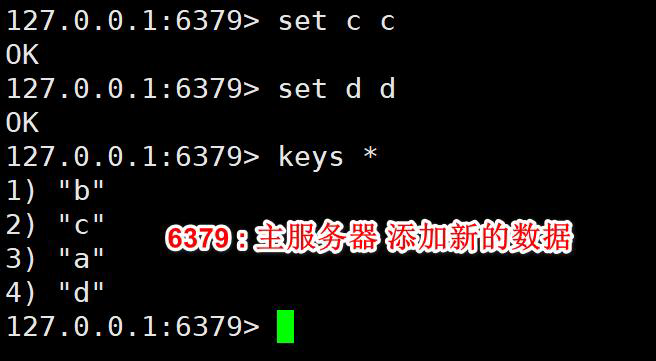 127.0.0.1:6379> set c c
OK
127.0.0.1:6379> set d d
OK
127.0.0.1:6379> keys *
1) "b"
2) "c"
6379：主服务器 添加新的数据
3) "a"
4) "d"
127.0.0.1:6379>